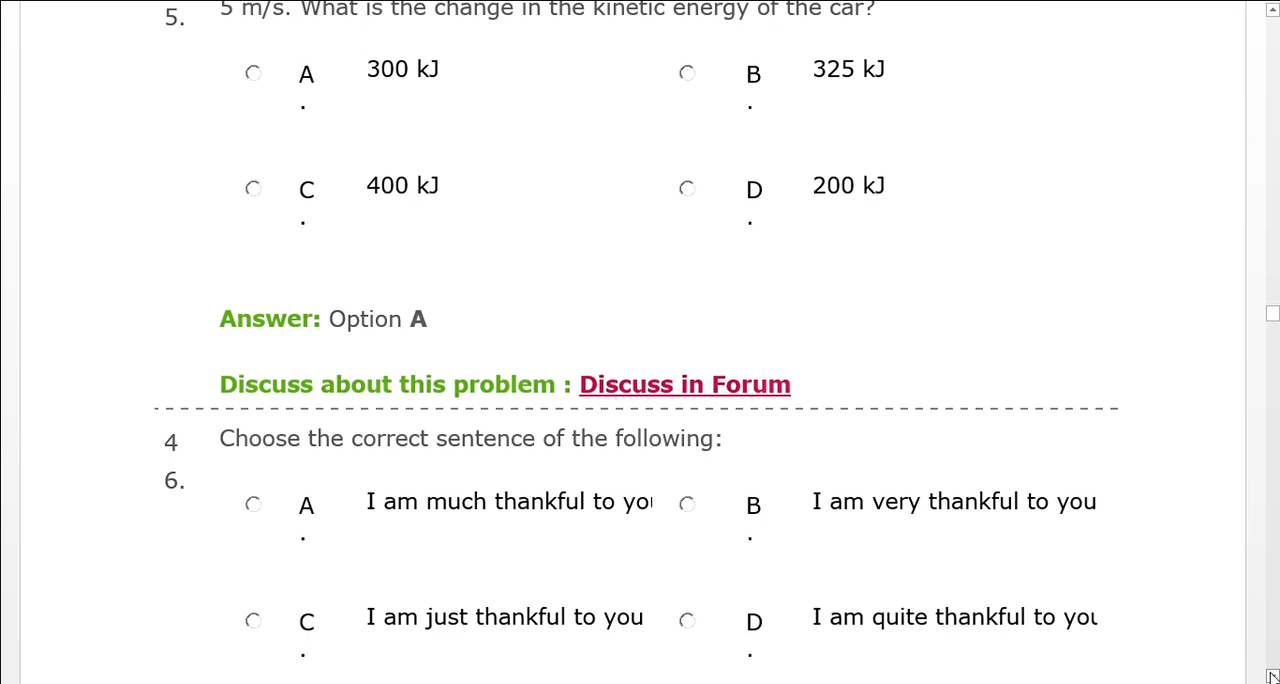 5 m/s. What is the change in the kinetic energy of the car?
5.
A 300 kJ B 325 kJ
. .
C 400 kJ D 200 kJ
. .
Answer: Option A
Discuss about this problem : Discuss in Forum
4 Choose the correct sentence of the following:
6.
A I am much thankful to you B I am very thankful to you
. .
C I am just thankful to you D I am quite thankful to you
. .